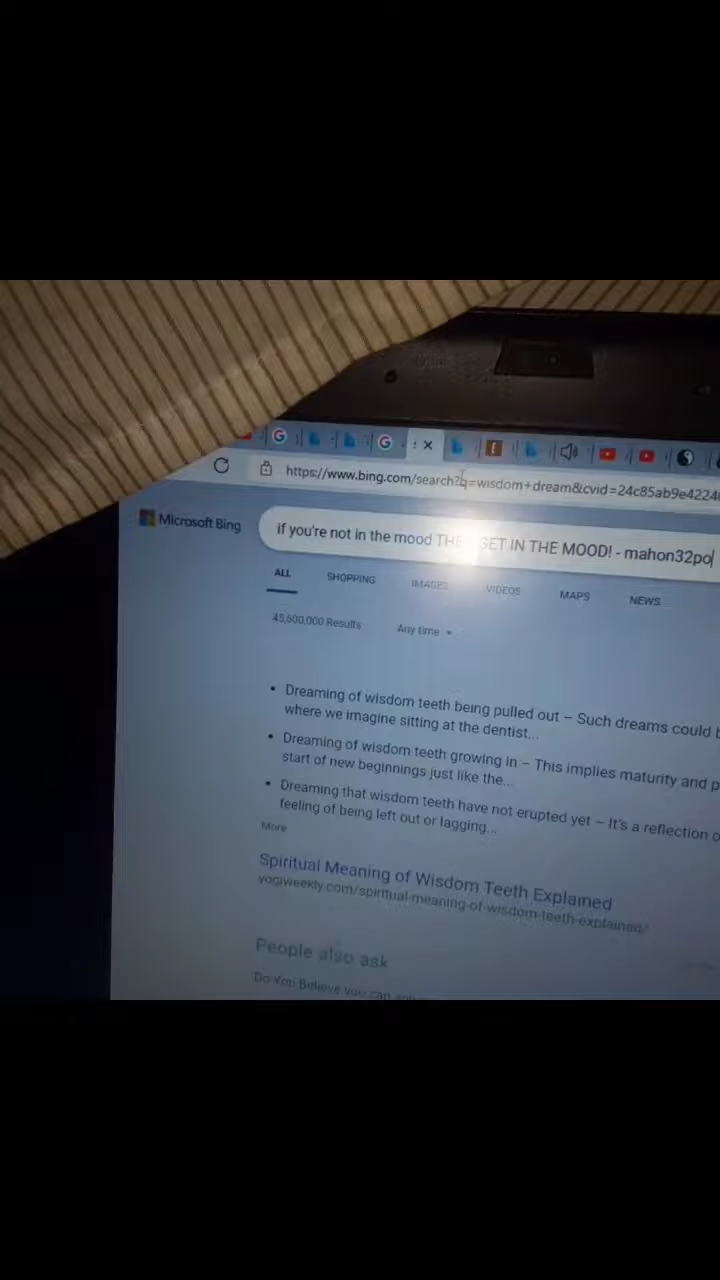 https://www.bing.com/search?q=wisdom+dream&cvid=24c85ab9e4224
Microsoft Bing
if you're not in the mood THE GET IN THE MOOD! - mahon32po
ALL SHOPPING IMAGES VIDEOS MAPS NEWS
45,600,000 Results Any time
Dreaming of wisdom teeth being pulled out – Such dreams could
where we imagine sitting at the dentist...
Dreaming of wisdom teeth growing in – This implies maturity and
start of new beginnings just like the...
Dreaming that wisdom teeth have not erupted yet – It's a reflection
feeling of being left out or lagging...
More
Spiritual Meaning of Wisdom Teeth Explained
yogiweekly.com/spiritual-meaning-of-wisdom-teeth-explained/
People also ask
Do You Believe you can